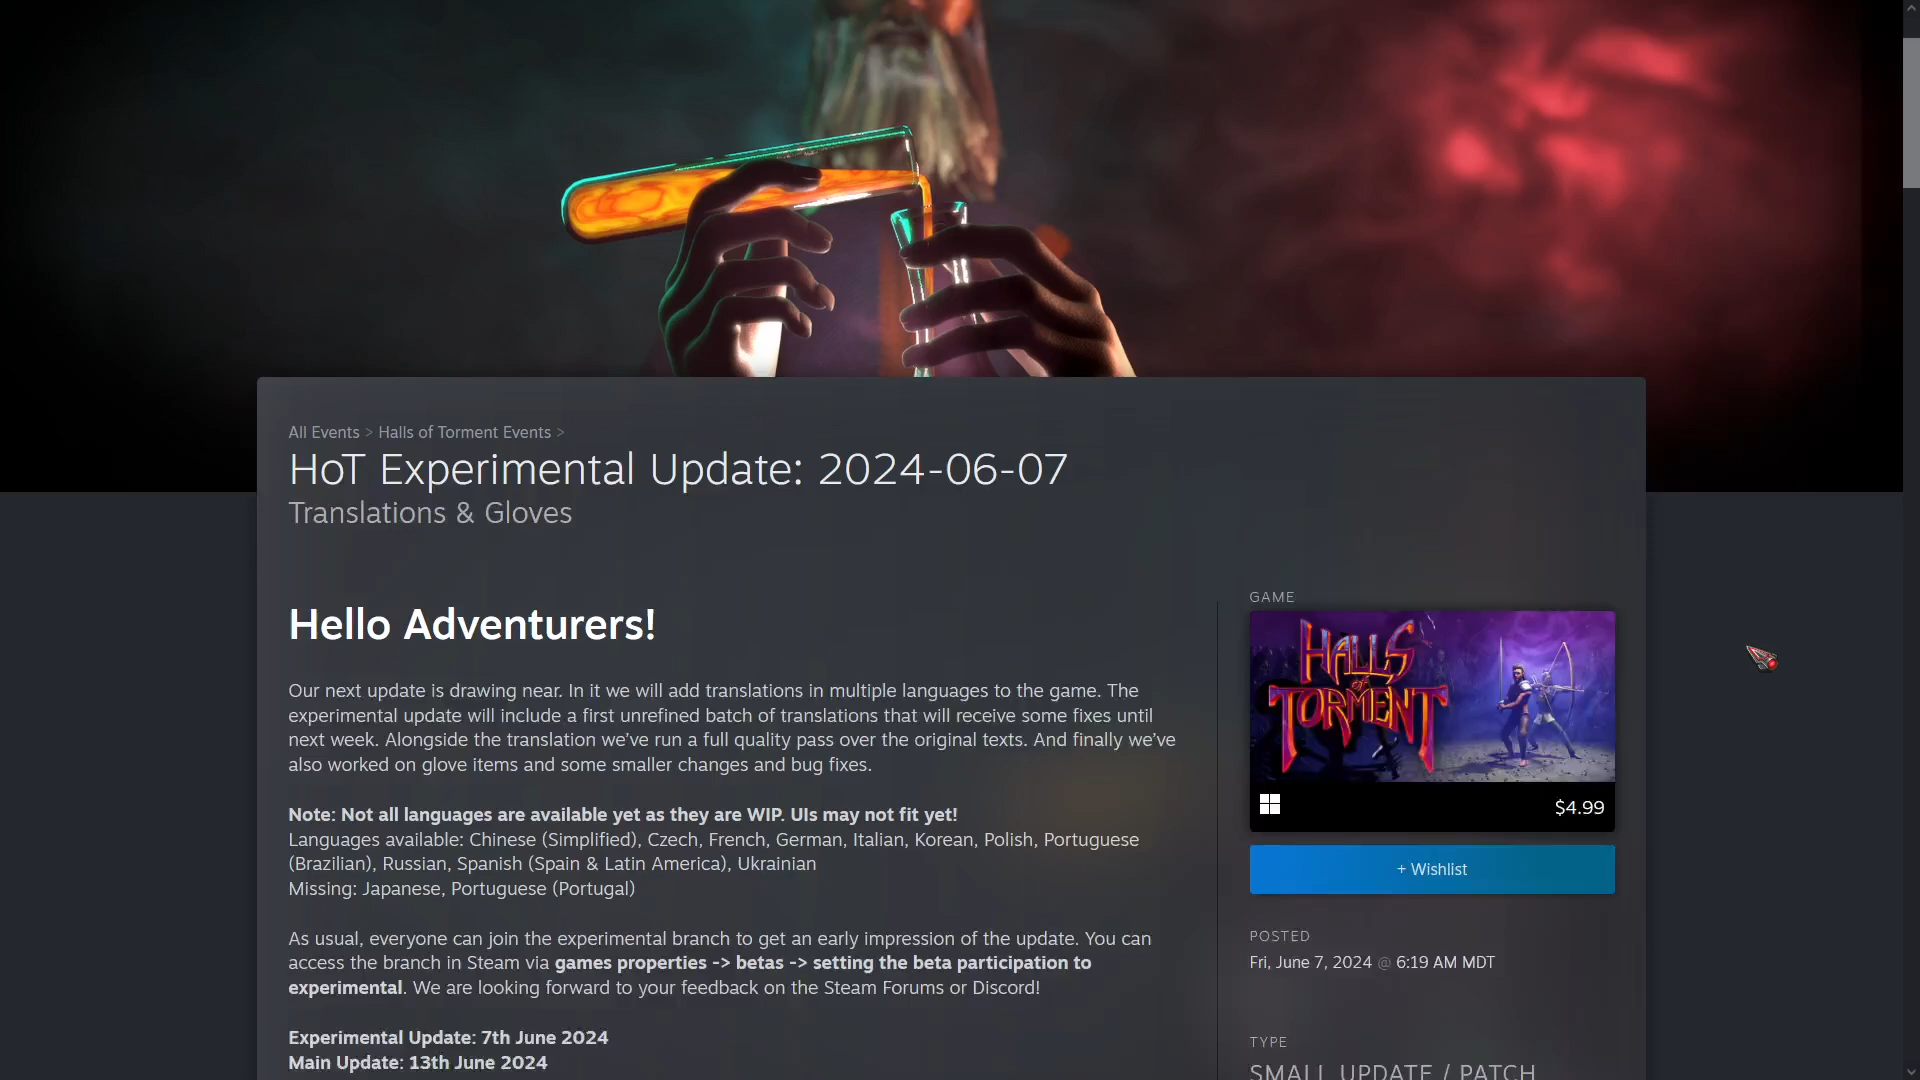 All Events > Halls of Torment Events >
HoT Experimental Update: 2024-06-07
Translations & Gloves
Hello Adventurers!
Our next update is drawing near. In it we will add translations in multiple languages to the game. The
experimental update will include a first unrefined batch of translations that will receive some fixes until
next week. Alongside the translation we’ve run a full quality pass over the original texts. And finally we’ve
also worked on glove items and some smaller changes and bug fixes.
Note: Not all languages are available yet as they are WIP. UIs may not fit yet!
Languages available: Chinese (Simplified), Czech, French, German, Italian, Korean, Polish, Portuguese
(Brazilian), Russian, Spanish (Spain & Latin America), Ukrainian
Missing: Japanese, Portuguese (Portugal)
As usual, everyone can join the experimental branch to get an early impression of the update. You can
access the branch in Steam via games properties -> betas -> setting the beta participation to
experimental. We are looking forward to your feedback on the Steam Forums or Discord!
Experimental Update: 7th June 2024
Main Update: 13th June 2024
GAME
HALLS
of
TORMENT
$4.99
+ Wishlist
POSTED
Fri, June 7, 2024 @ 6:19 AM MDT
TYPE
SMALL UPDATE / PATCH